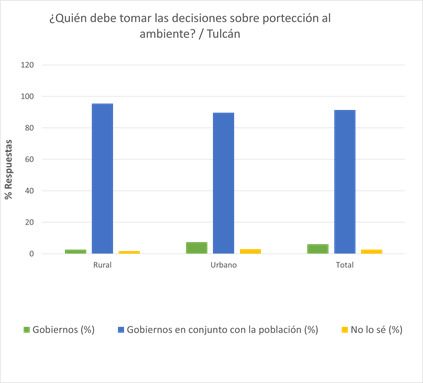 ¿Quién debe tomar las decisiones sobre portección al
ambiente? / Tulcán
120
100
80
60
40
20
0
% Respuestas
Rural
Urbano
Total
Gobiernos (%)
Gobiernos en conjunto con la población (%)
No lo sé (%)